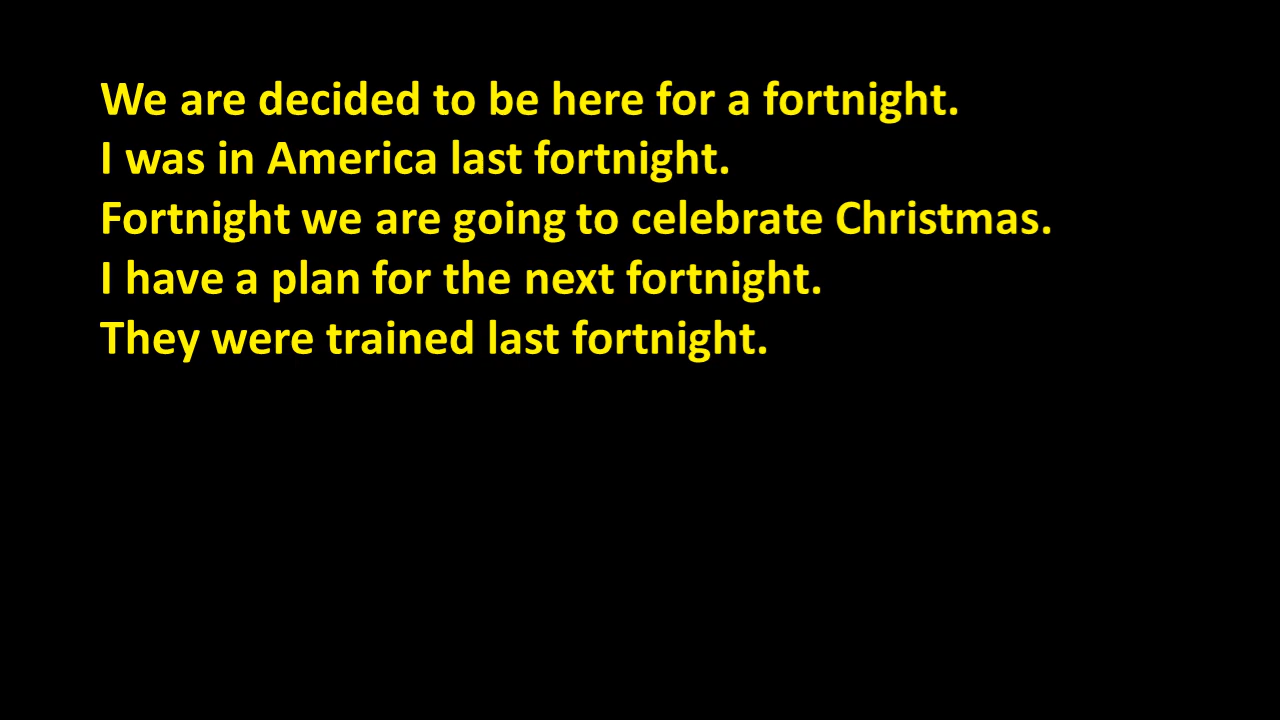 We are decided to be here for a fortnight.
I was in America last fortnight.
Fortnight we are going to celebrate Christmas.
I have a plan for the next fortnight.
They were trained last fortnight.